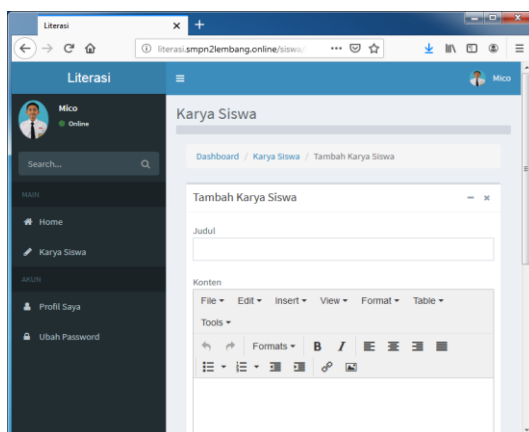 Literasi
literasi.smpn2lembang.online/siswa/
Literasi
Mico
Mico
Online
Search...
MAIN
Home
Karya Siswa
AKUN
Profil Saya
Ubah Password
Karya Siswa
Dashboard / Karya Siswa / Tambah Karya Siswa
Tambah Karya Siswa
Judul
Konten
File Edit Insert View Format Table
Tools
Formats B I